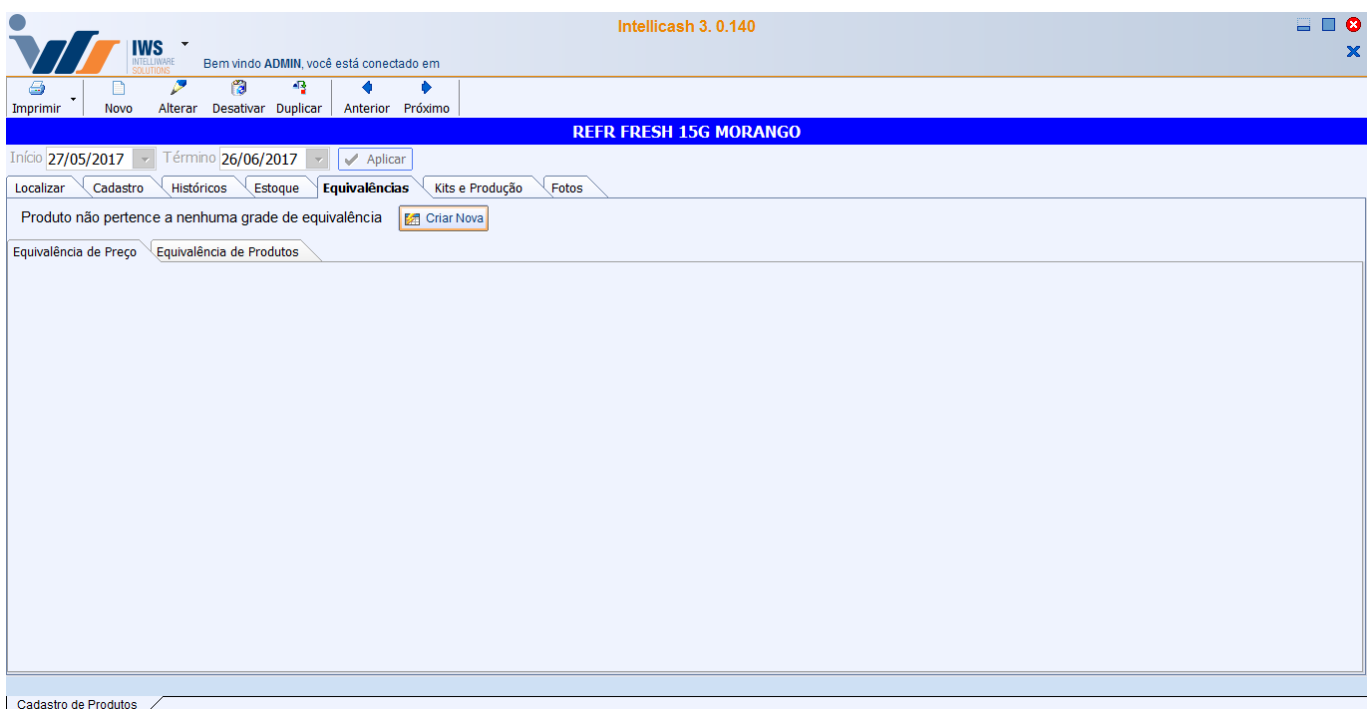 Intellicash 3. 0.140
IWS
INTELLIWARE
SOLUTIONS
Bem vindo ADMIN, você está conectado em
Imprimir Novo Alterar Desativar Duplicar Anterior Próximo
REFR FRESH 15G MORANGO
Início 27/05/2017 Término 26/06/2017 Aplicar
Localizar Cadastro Históricos Estoque Equivalências Kits e Produção Fotos
Produto não pertence a nenhuma grade de equivalência Criar Nova
Equivalência de Preço Equivalência de Produtos
Cadastro de Produtos